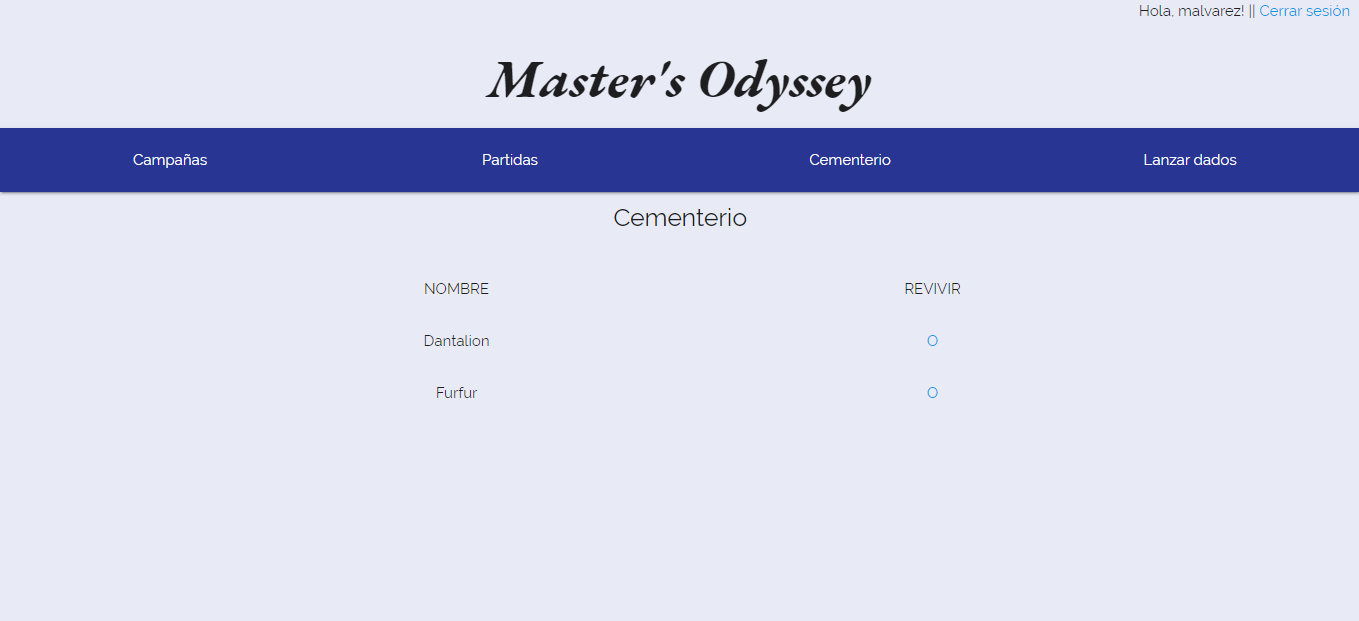 Hola, malvarez! || Cerrar sesión
Master's Odyssey
Campañas Partidas Cementerio Lanzar dados
Cementerio
NOMBRE REVIVIR
Dantalion O
Furfur O